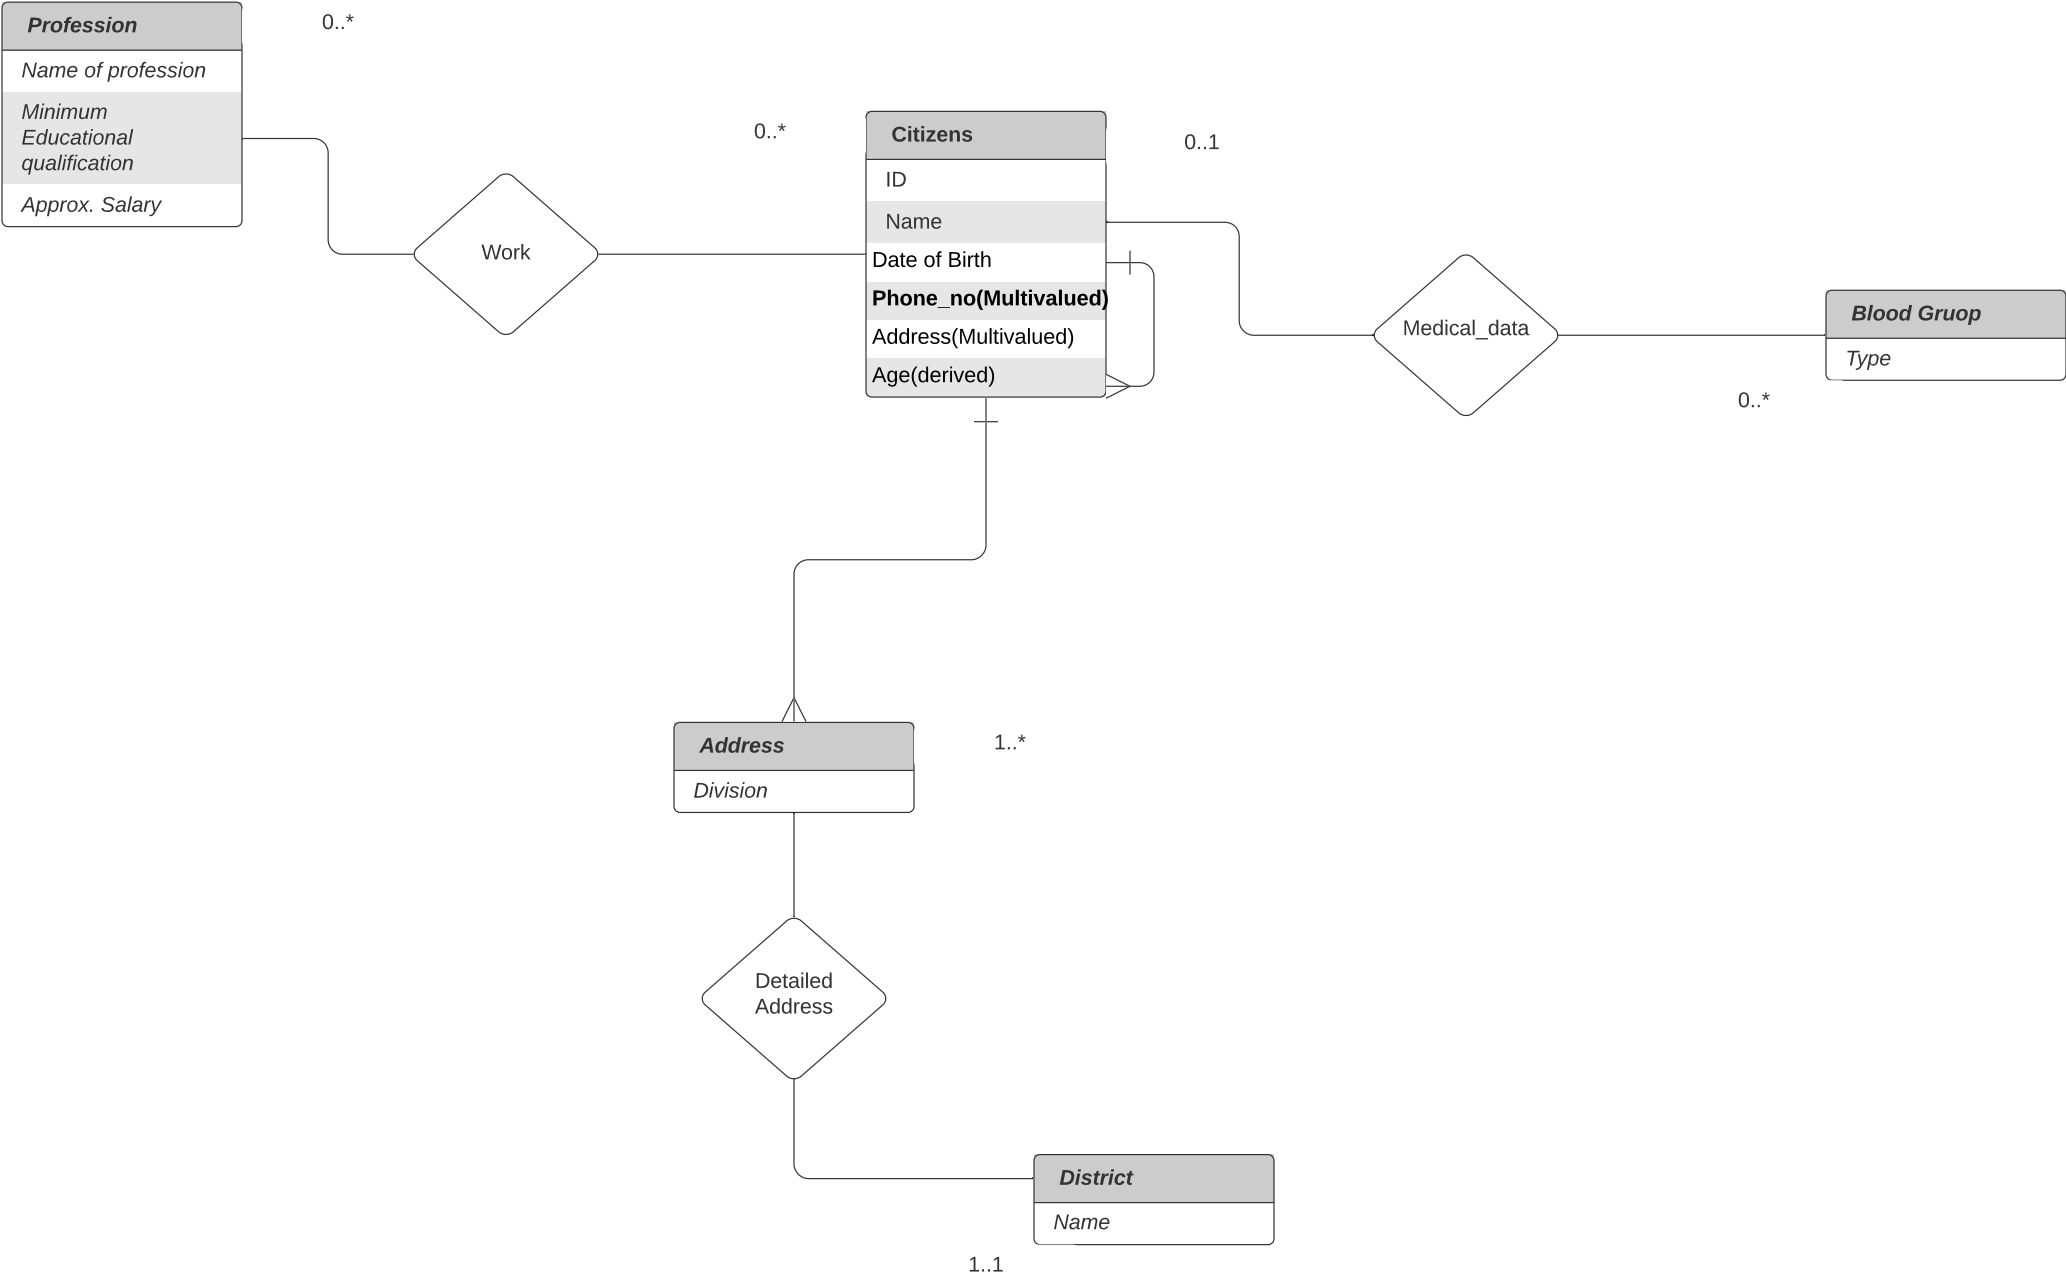 Profession
Name of profession
Minimum
Educational
qualification
Approx. Salary
0..*
0..*
Work
Citizens
ID
Name
Date of Birth
Phone_no(Multivalued)
Address(Multivalued)
Age(derived)
0..1
Medical_data
Blood Gruop
Type
0..*
Address
Division
1..*
Detailed
Address
District
Name
1..1